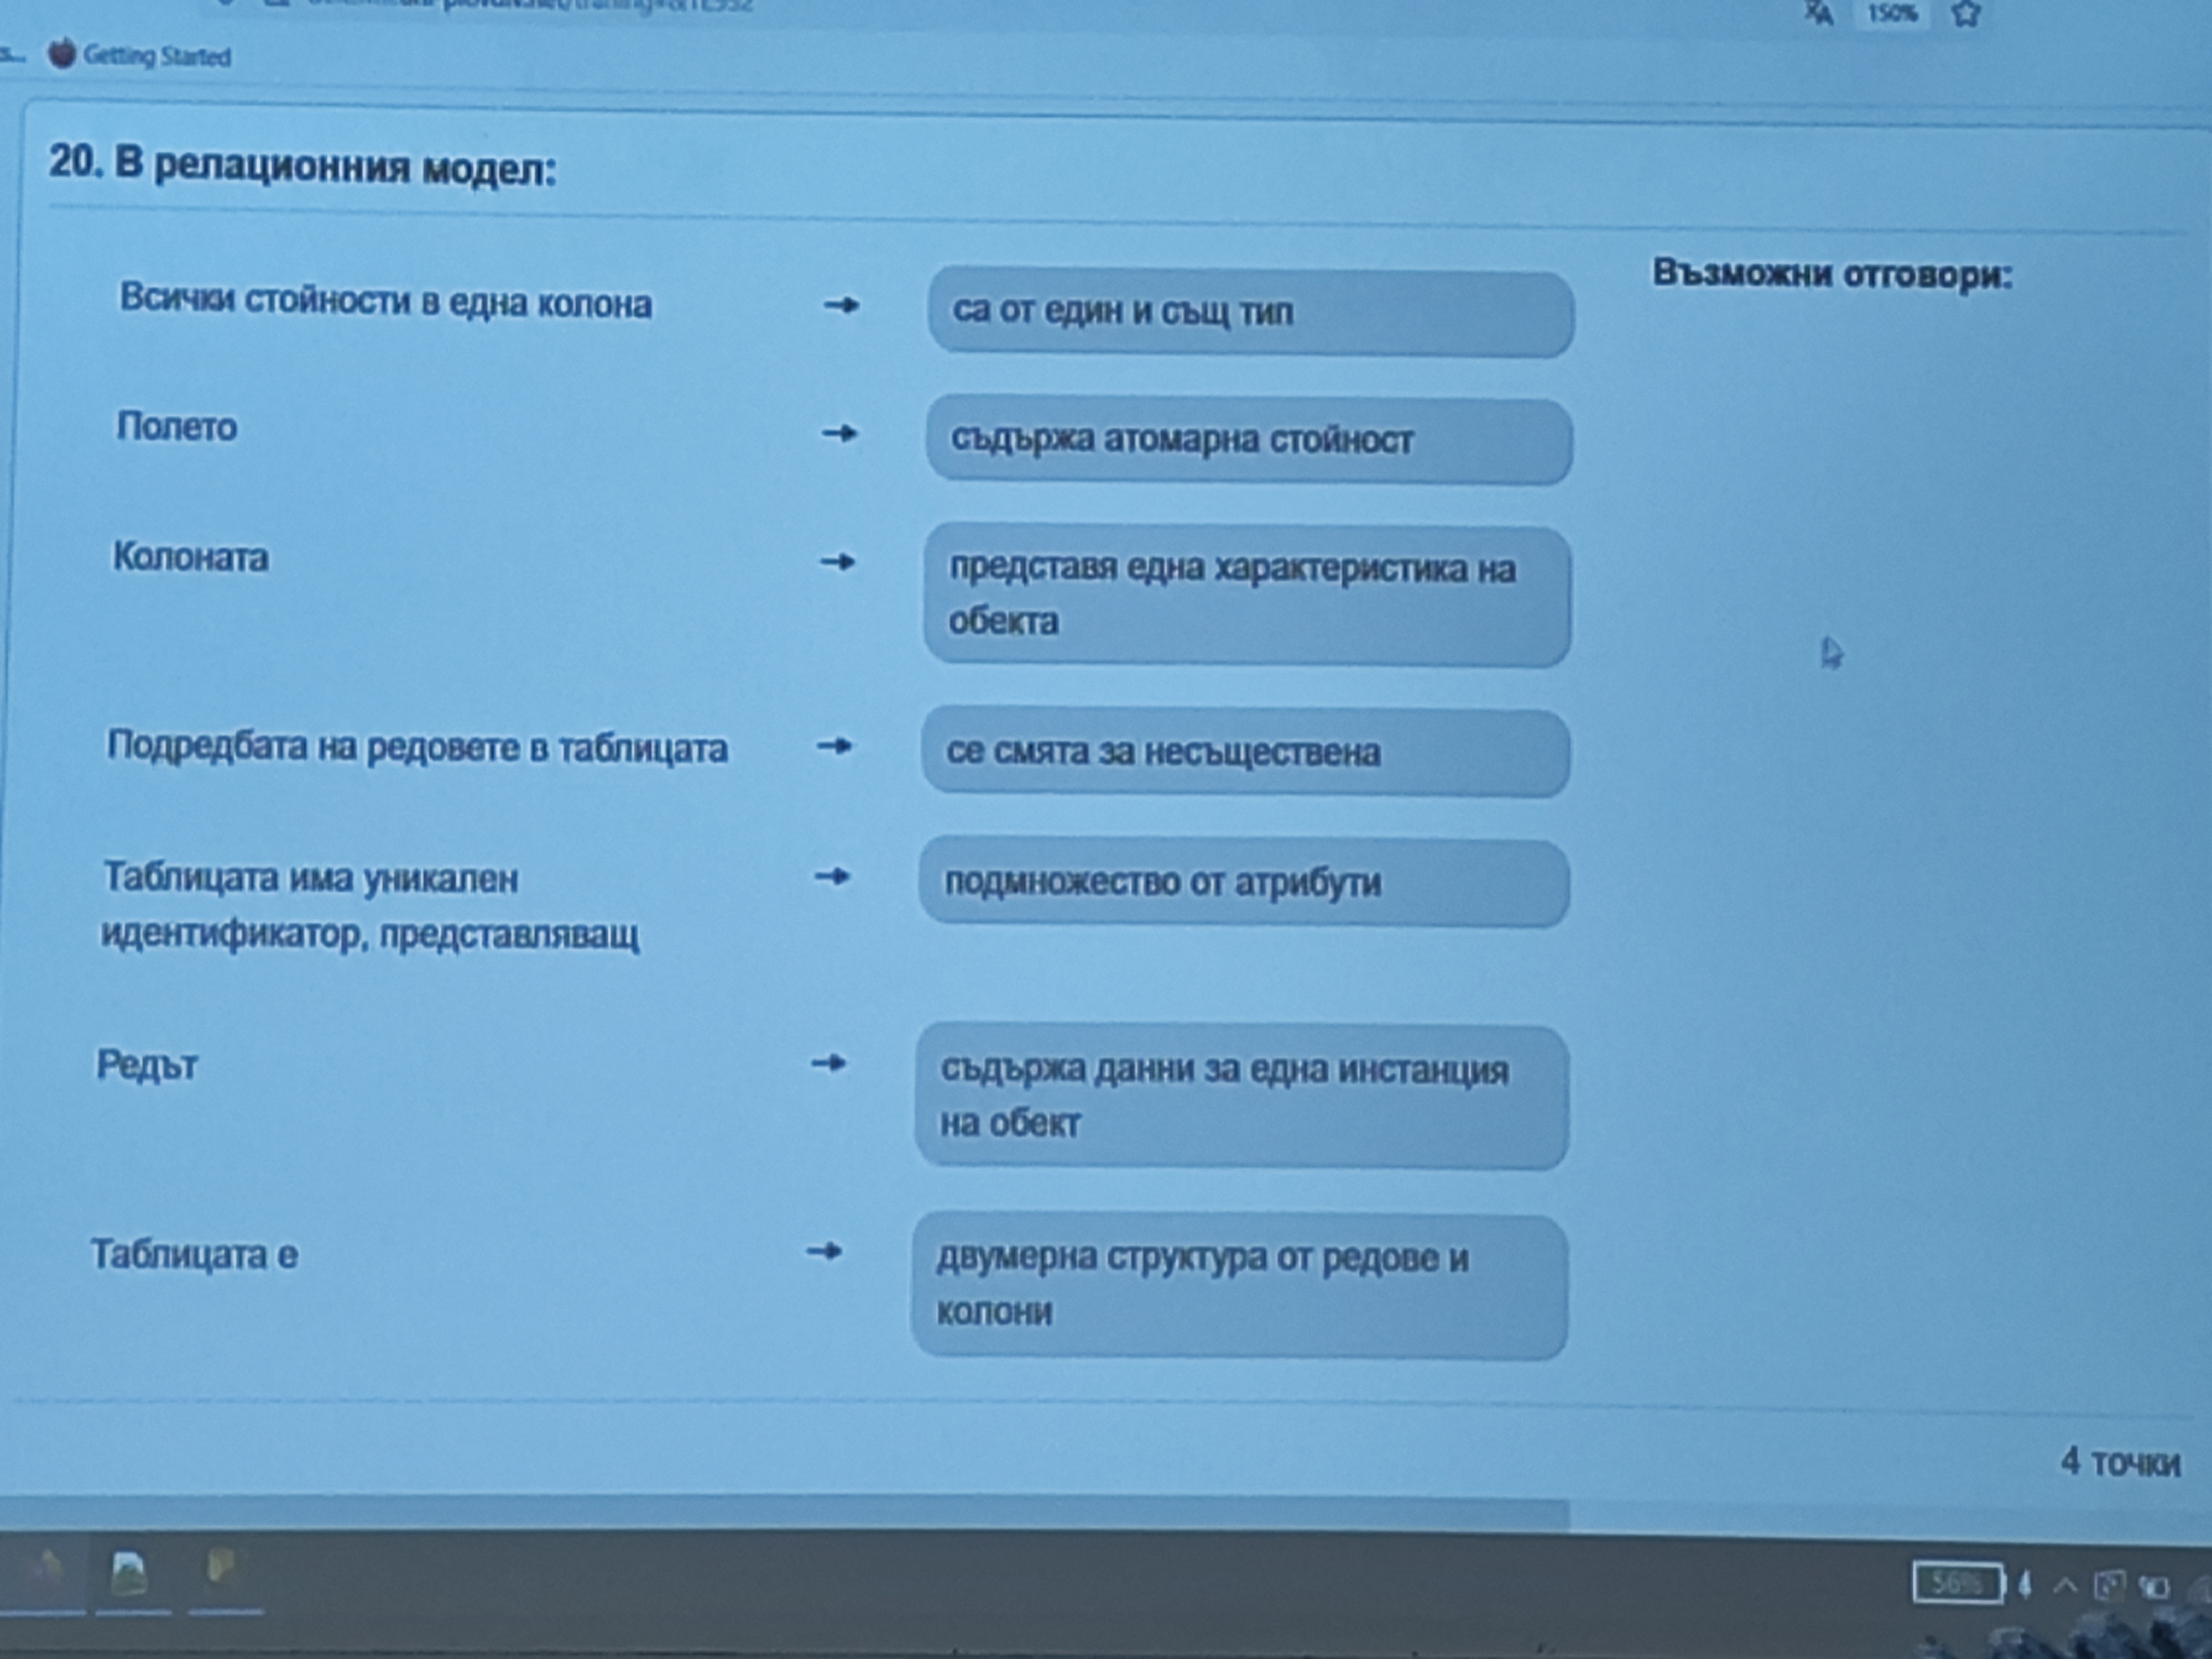 150%
Getting Started
20. В релационния модел:
Възможни отговори:
Всички стойности в една колона
са от един и същ тип
Полето
съдържа атомарна стойност
Колоната
представя една характеристика на
обекта
Подредбата на редовете в таблицата
се смята за несъществена
Таблицата има уникален
идентификатор, представляващ
подмножество от атрибути
Редът
съдържа данни за една инстанция
на обект
Таблицата е
двумерна структура от редове и
колони
4 точки
56%